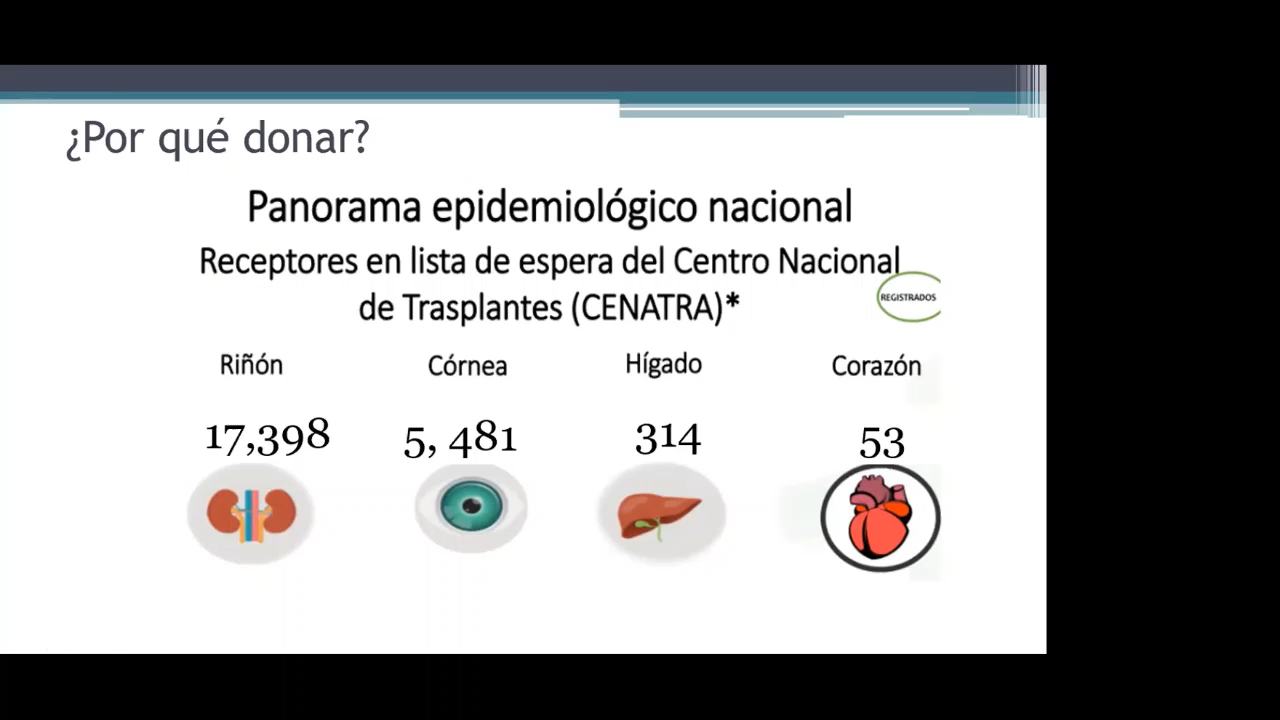 ¿Por qué donar?
Panorama epidemiológico nacional
Receptores en lista de espera del Centro Nacional
de Trasplantes (CENATRA)*
REGISTRADOS
Riñón Córnea Hígado Corazón
17,398 5, 481 314 53